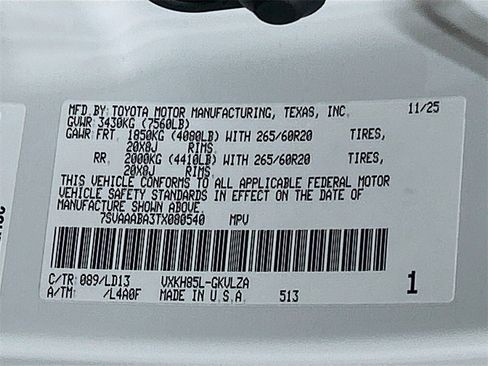 MFD BY: TOYOTA MOTOR MANUFACTURING, TEXAS, INC. 11/25
GVWR 3430KG (7560LB)
GAWR FRT 1850KG (4080LB) WITH 265/60R20 TIRES,
20X8J RIMS
RR 2000KG (4410LB) WITH 265/60R20 TIRES,
20X8J RIMS
THIS VEHICLE CONFORMS TO ALL APPLICABLE FEDERAL MOTOR
VEHICLE SAFETY STANDARDS IN EFFECT ON THE DATE OF
MANUFACTURE SHOWN ABOVE.
7SVAAABA3TX080540 MPV
C/TR 089/LD13 VXKH85L-GKVLZA
A/TM /L4A0F MADE IN U.S.A. 513 1